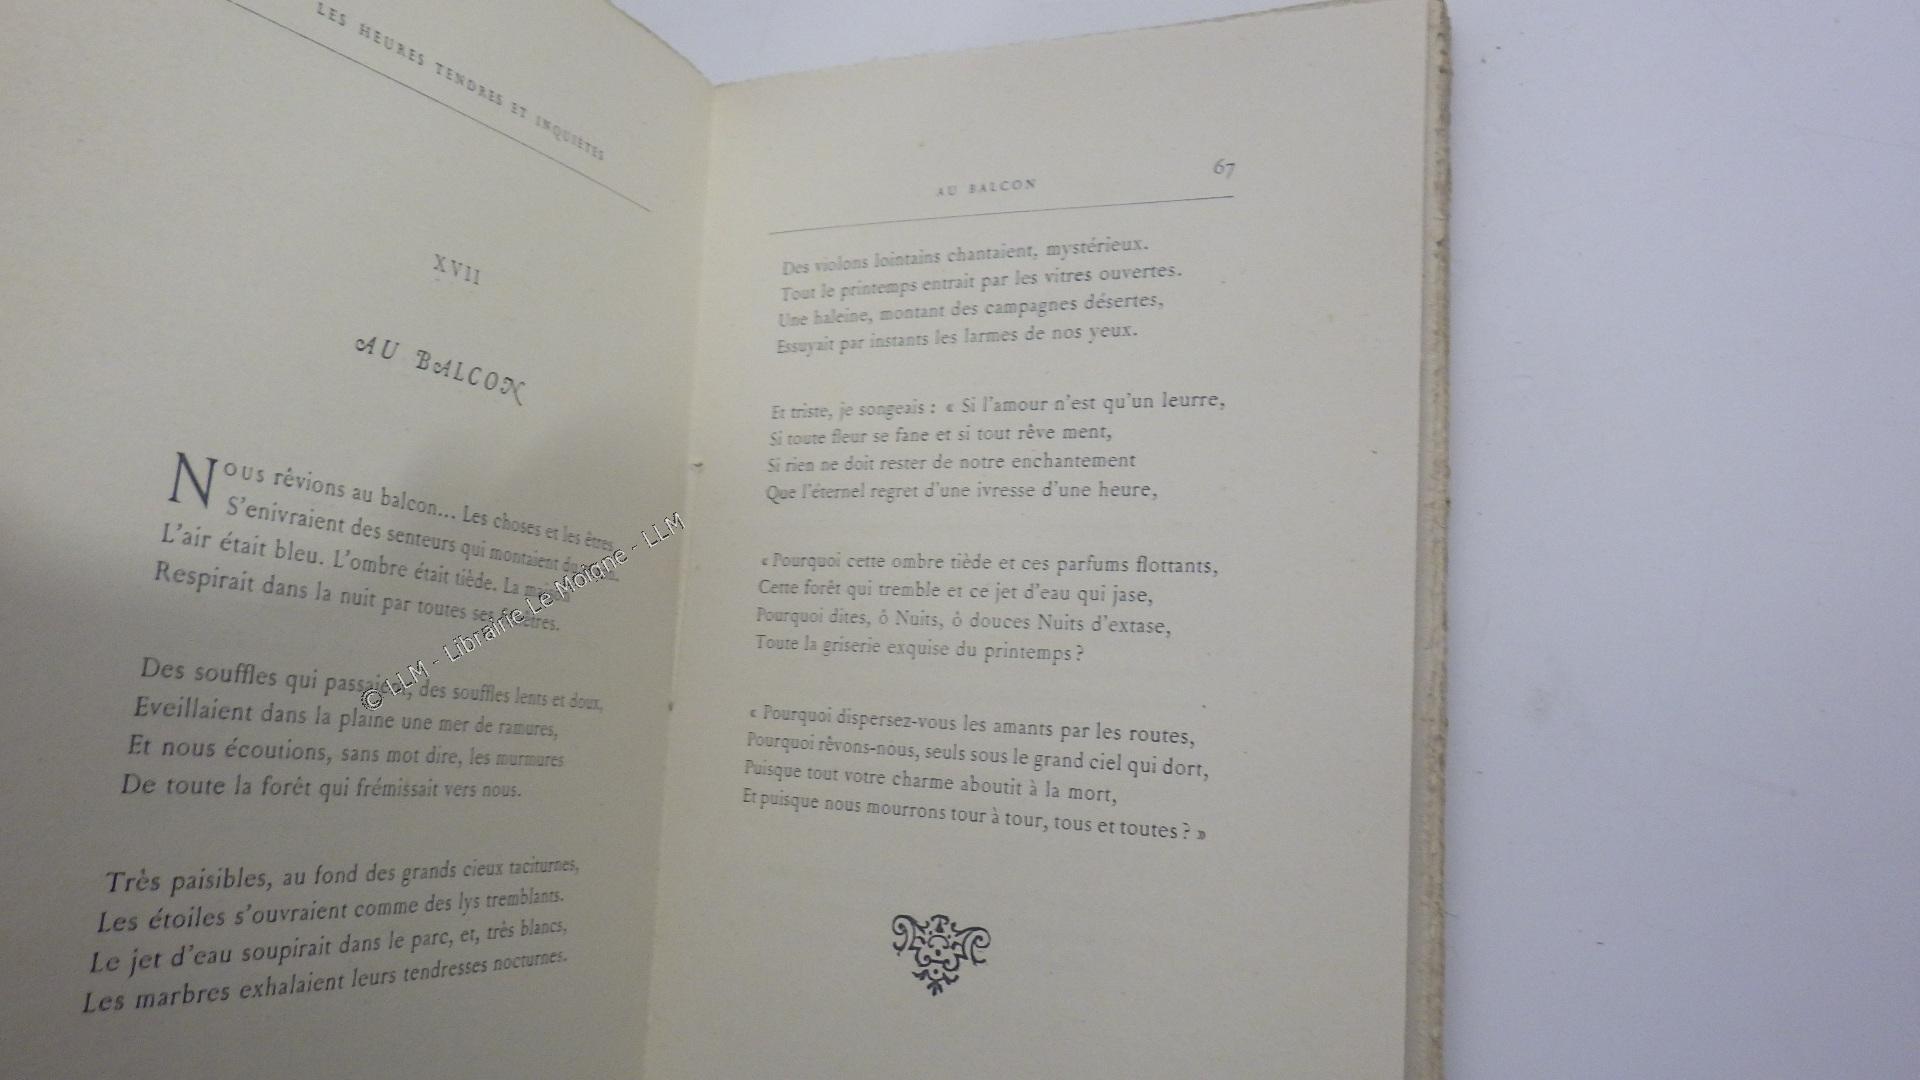 LES HEURES TENDRES ET INQUIÈTES
XVII
AU BALCON
Nous rêvions au balcon... Les choses et les êtres
S'enivraient des senteurs qui montaient du
L'air était bleu. L'ombre était tiède. La
Respirait dans la nuit par toutes ses fenêtres.
Des souffles qui passaient, des souffles lents et doux,
Eveillaient dans la plaine une mer de ramures,
Et nous écoutions, sans mot dire, les murmures
De toute la forêt qui frémissait vers nous.
Très paisibles, au fond des grands cieux taciturnes,
Les étoiles s'ouvraient comme des lys tremblants.
Le jet d'eau soupirait dans le parc, et, très blancs,
Les marbres exhalaient leurs tendresses nocturnes.
© LLM - Librairie Le Moigne - LLM
AU BALCON
67
Des violons lointains chantaient, mystérieux.
Tout le printemps entrait par les vitres ouvertes.
Une haleine, montant des campagnes désertes,
Essuyait par instants les larmes de nos yeux.
Et triste, je songeais : « Si l'amour n'est qu'un leurre,
Si toute fleur se fane et si tout rêve ment,
Si rien ne doit rester de notre enchantement
Que l'éternel regret d'une ivresse d'une heure,
« Pourquoi cette ombre tiède et ces parfums flottants,
Cette forêt qui tremble et ce jet d'eau qui jase,
Pourquoi dites, ô Nuits, ô douces Nuits d'extase,
Toute la griserie exquise du printemps ?
« Pourquoi dispersez-vous les amants par les routes,
Pourquoi rêvons-nous, seuls sous le grand ciel qui dort,
Puisque tout votre charme aboutit à la mort,
Et puisque nous mourrons tour à tour, tous et toutes ? »